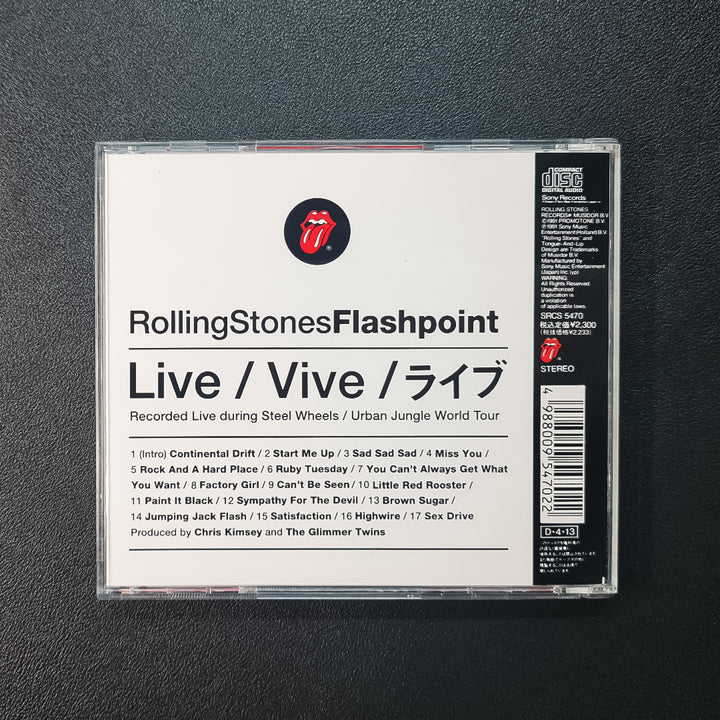 RollingStonesFlashpoint
Live / Vive / ライブ
Recorded Live during Steel Wheels / Urban Jungle World Tour
1 (Intro) Continental Drift / 2 Start Me Up / 3 Sad Sad Sad / 4 Miss You /
5 Rock And A Hard Place / 6 Ruby Tuesday / 7 You Can't Always Get What
You Want / 8 Factory Girl / 9 Can't Be Seen / 10 Little Red Rooster /
11 Paint It Black / 12 Sympathy For The Devil / 13 Brown Sugar /
14 Jumping Jack Flash / 15 Satisfaction / 16 Highwire / 17 Sex Drive
Produced by Chris Kimsey and The Glimmer Twins
COMPACT
disc
DIGITAL AUDIO
Sony Records
ROLLING STONES
RECORDS® MUSIDOR B.V.
©1991 PROMOTONE B.V.
℗1991 Sony Music
Entertainment (Holland) B.V.
"Rolling Stones" and
Tongue-And-Lip
Design are Trademarks
of Musidor B.V.
Manufactured by
Sony Music Entertainment
(Japan) Inc.
WARNING:
All Rights Reserved.
Unauthorized
duplication is
a violation
of applicable laws.
SRCS 5470
税込定価¥2,300
(税抜価格¥2,233)
STEREO
4 988009 547022
D・4・13